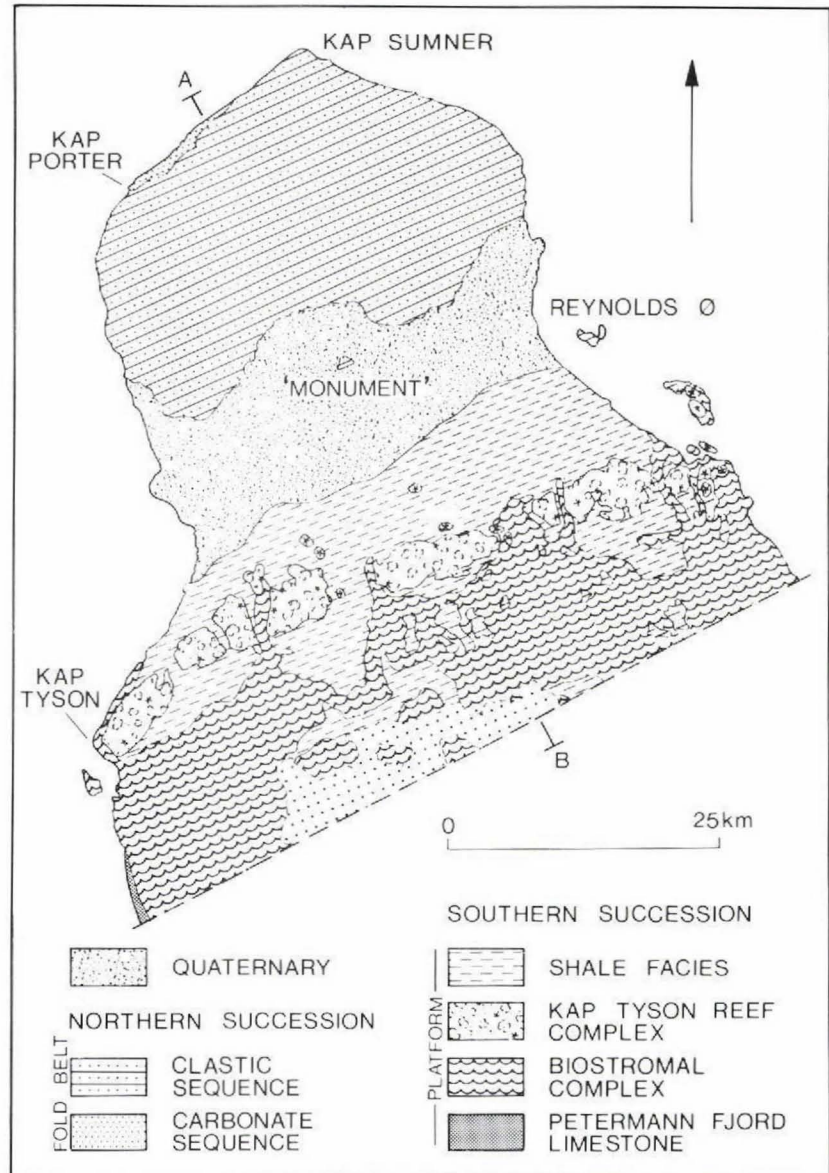 KAP SUMNER
A
KAP
PORTER
REYNOLDS Ø
'MONUMENT'
KAP
TYSON
B
0 25km
QUATERNARY
NORTHERN SUCCESSION
FOLD BELT
CLASTIC
SEQUENCE
CARBONATE
SEQUENCE
SOUTHERN SUCCESSION
PLATFORM
SHALE FACIES
KAP TYSON REEF
COMPLEX
BIOSTROMAL
COMPLEX
PETERMANN FJORD
LIMESTONE